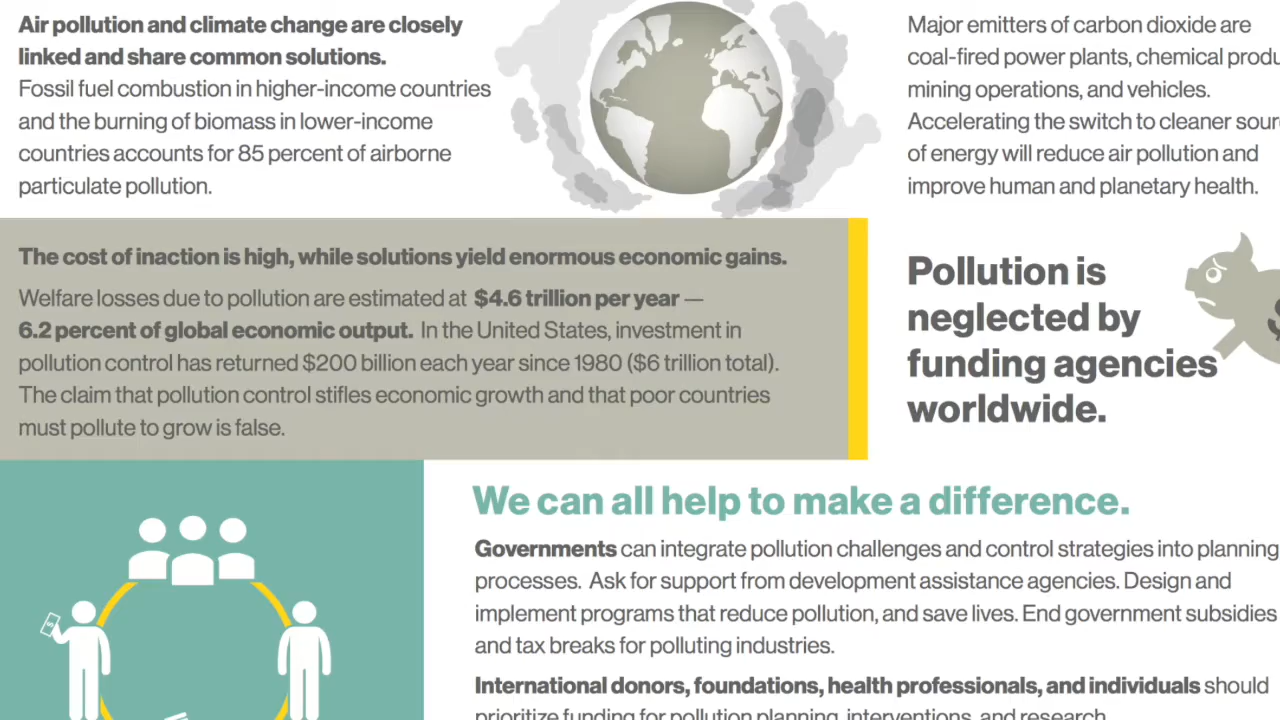 Air pollution and climate change are closely
linked and share common solutions.
Fossil fuel combustion in higher-income countries
and the burning of biomass in lower-income
countries accounts for 85 percent of airborne
particulate pollution.
Major emitters of carbon dioxide are
coal-fired power plants, chemical
mining operations, and vehicles.
Accelerating the switch to cleaner
of energy will reduce air pollution and
improve human and planetary health.
The cost of inaction is high, while solutions yield enormous economic gains.
Welfare losses due to pollution are estimated at $4.6 trillion per year —
6.2 percent of global economic output. In the United States, investment in
pollution control has returned $200 billion each year since 1980 ($6 trillion total).
The claim that pollution control stifles economic growth and that poor countries
must pollute to grow is false.
Pollution is
neglected by
funding agencies
worldwide.
$
$
We can all help to make a difference.
Governments can integrate pollution challenges and control strategies into planning
processes. Ask for support from development assistance agencies. Design and
implement programs that reduce pollution, and save lives. End government subsidies
and tax breaks for polluting industries.
International donors, foundations, health professionals, and individuals should
prioritize funding for pollution planning, interventions, and research.